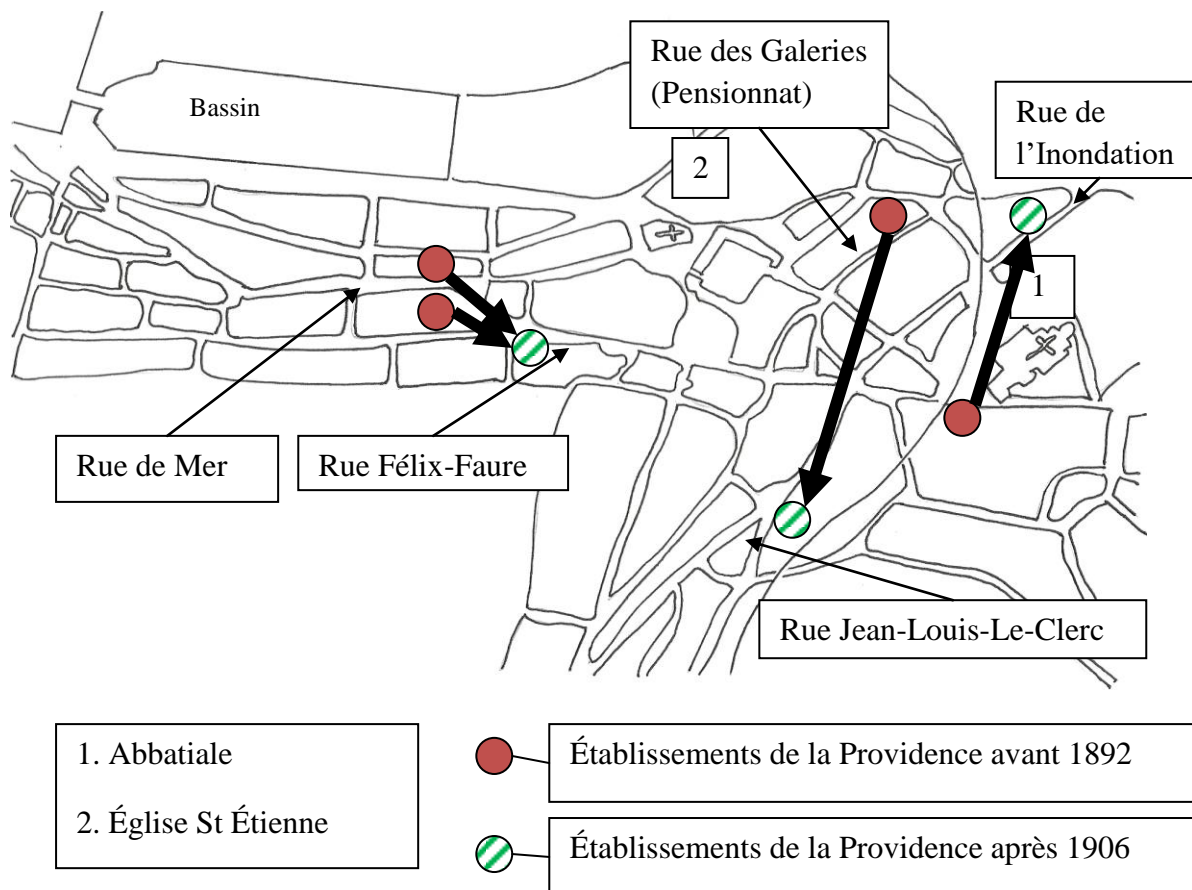 Rue des Galeries
(Pensionnat)
Bassin
Rue de
l'Inondation
2
1
Rue de Mer
Rue Félix-Faure
Rue Jean-Louis-Le-Clerc
1. Abbatiale
2. Église St Étienne
Établissements de la Providence avant 1892
Établissements de la Providence après 1906